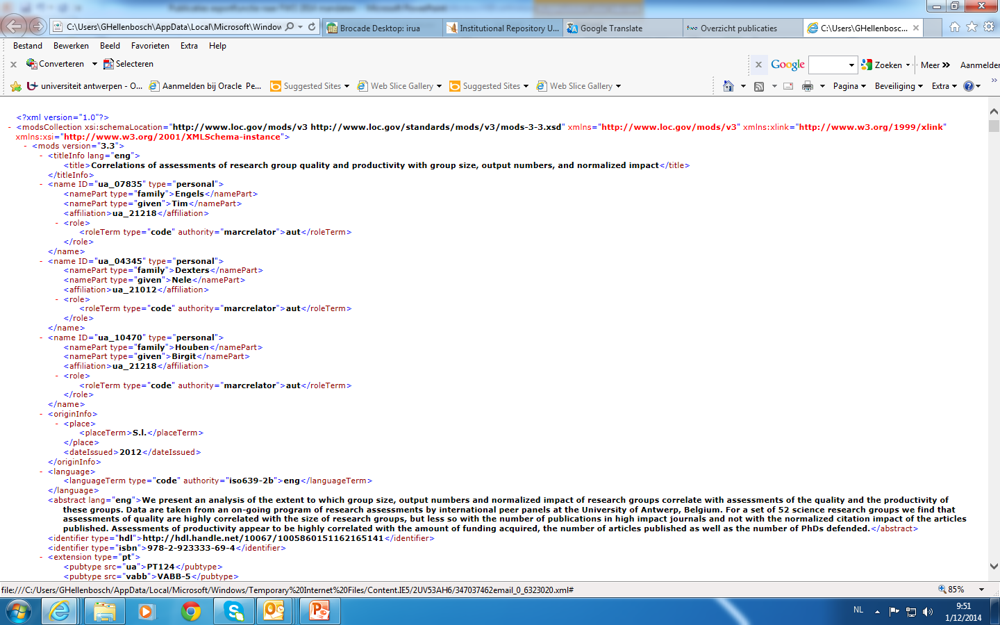 C:\Users\GHellenbosch\AppData\Local\Microsoft\Window
Brocade Desktop: irua
Institutional Repository U...
Google Translate
fwo Overzicht publicaties
C:\Users\GHellenbosc...
Bestand Bewerken Beeld Favorieten Extra Help
x Converteren Selecteren
x Google Zoeken Meer Aanmelden
universiteit antwerpen - O... Aanmelden bij Oracle Pe... Suggested Sites Web Slice Gallery Suggested Sites Web Slice Gallery
Pagina Beveiliging Extra
<?xml version="1.0"?>
- <modsCollection xsi:schemaLocation="http://www.loc.gov/mods/v3 http://www.loc.gov/standards/mods/v3/mods-3-3.xsd" xmlns="http://www.loc.gov/mods/v3" xmlns:xlink="http://www.w3.org/1999/xlink"
xmlns:xsi="http://www.w3.org/2001/XMLSchema-instance">
- <mods version="3.3">
- <titleInfo lang="eng">
<title>Correlations of assessments of research group quality and productivity with group size, output numbers, and normalized impact</title>
</titleInfo>
- <name ID="ua_07835" type="personal">
<namePart type="family">Engels</namePart>
<namePart type="given">Tim</namePart>
<affiliation>ua_21218</affiliation>
- <role>
<roleTerm type="code" authority="marcrelator">aut</roleTerm>
</role>
</name>
- <name ID="ua_04345" type="personal">
<namePart type="family">Dexters</namePart>
<namePart type="given">Nele</namePart>
<affiliation>ua_21012</affiliation>
- <role>
<roleTerm type="code" authority="marcrelator">aut</roleTerm>
</role>
</name>
- <name ID="ua_10470" type="personal">
<namePart type="family">Houben</namePart>
<namePart type="given">Birgit</namePart>
<affiliation>ua_21218</affiliation>
- <role>
<roleTerm type="code" authority="marcrelator">aut</roleTerm>
</role>
</name>
- <originInfo>
- <place>
<placeTerm>S.l.</placeTerm>
</place>
<dateIssued>2012</dateIssued>
</originInfo>
- <language>
<languageTerm type="code" authority="iso639-2b">eng</languageTerm>
</language>
<abstract lang="eng">We present an analysis of the extent to which group size, output numbers and normalized impact of research groups correlate with assessments of the quality and the productivity of
these groups. Data are taken from an on-going program of research assessments by international peer panels at the University of Antwerp, Belgium. For a set of 52 science research groups we find that
assessments of quality are highly correlated with the size of research groups, but less so with the number of publications in high impact journals and not with the normalized citation impact of the articles
published. Assessments of productivity appear to be highly correlated with the amount of funding acquired, the number of articles published as well as the number of PhDs defended.</abstract>
<identifier type="hdl">http://hdl.handle.net/10067/1005860151162165141</identifier>
<identifier type="isbn">978-2-923333-69-4</identifier>
- <extension type="pt">
<pubtype src="ua">PT124</pubtype>
<pubtype src="vabb">VABB-5</pubtype>
file:///C:/Users/GHellenbosch/AppData/Local/Microsoft/Windows/Temporary%20Internet%20Files/Content.IE5/2UV53AH6/347037462email_0_6323020.xml#
85%
NL
9:51
1/12/2014